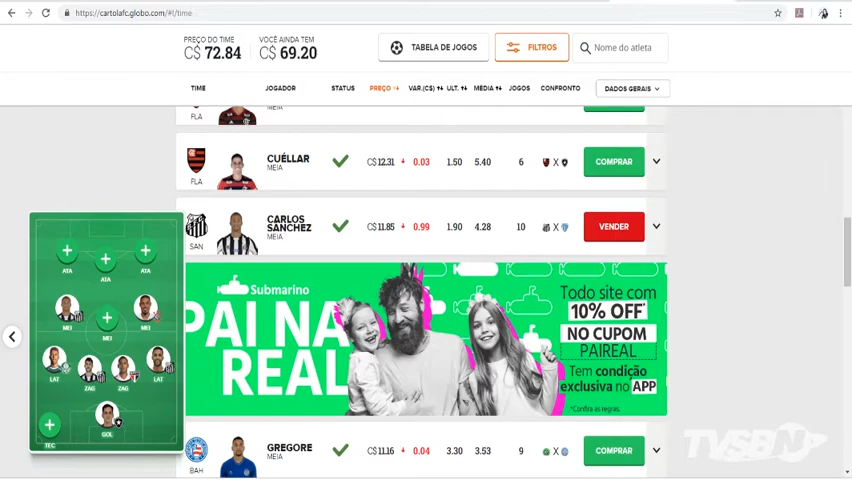 https://cartolafc.globo.com/#!/time
PREÇO DO TIME
C$ 72.84
VOCÊ AINDA TEM
C$ 69.20
TABELA DE JOGOS
FILTROS
Nome do atleta
TIME JOGADOR STATUS PREÇO VAR.(C$) ULT. MÉDIA JOGOS CONFRONTO DADOS GERAIS
FLA MEIA
CUÉLLAR
MEIA
FLA
C$ 12.31 0.03 1.50 5.40 6 X COMPRAR
CARLOS
SANCHEZ
MEIA
SAN
C$ 11.85 0.99 1.90 4.28 10 X VENDER
Submarino
PAI NA
REAL
Todo site com
10% OFF*
NO CUPOM
PAIREAL
Tem condição
exclusiva no APP
*Confira as regras.
GREGORE
MEIA
BAH
C$ 11.16 0.04 3.30 3.53 9 X COMPRAR
ATA ATA ATA
MEI MEI MEI
LAT ZAG ZAG LAT
TEC GOL
TVSBN